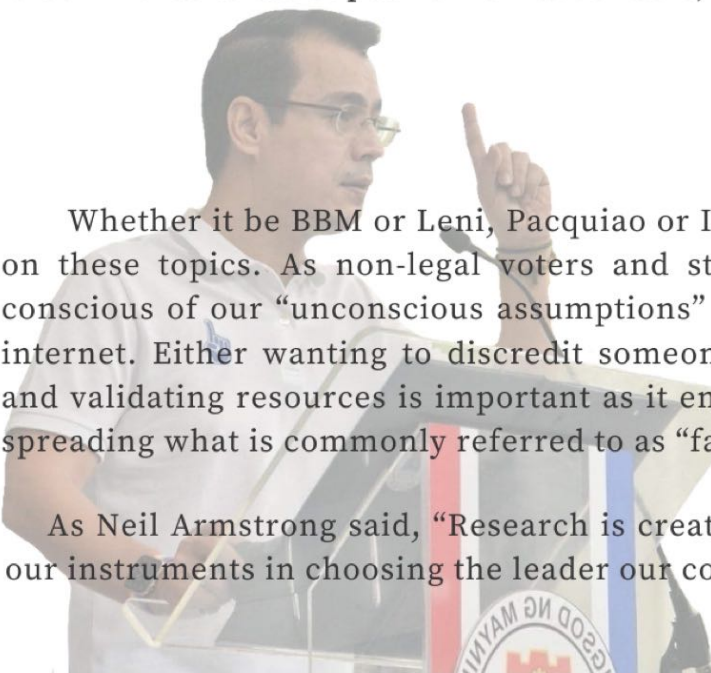 Whether it be BBM or Leni, Pacquiao or I
on these topics. As non-legal voters and st
conscious of our “unconscious assumptions”
internet. Either wanting to discredit someon
and validating resources is important as it en
spreading what is commonly referred to as “fa
As Neil Armstrong said, “Research is creat
our instruments in choosing the leader our co
NGSOD NG MAYNI